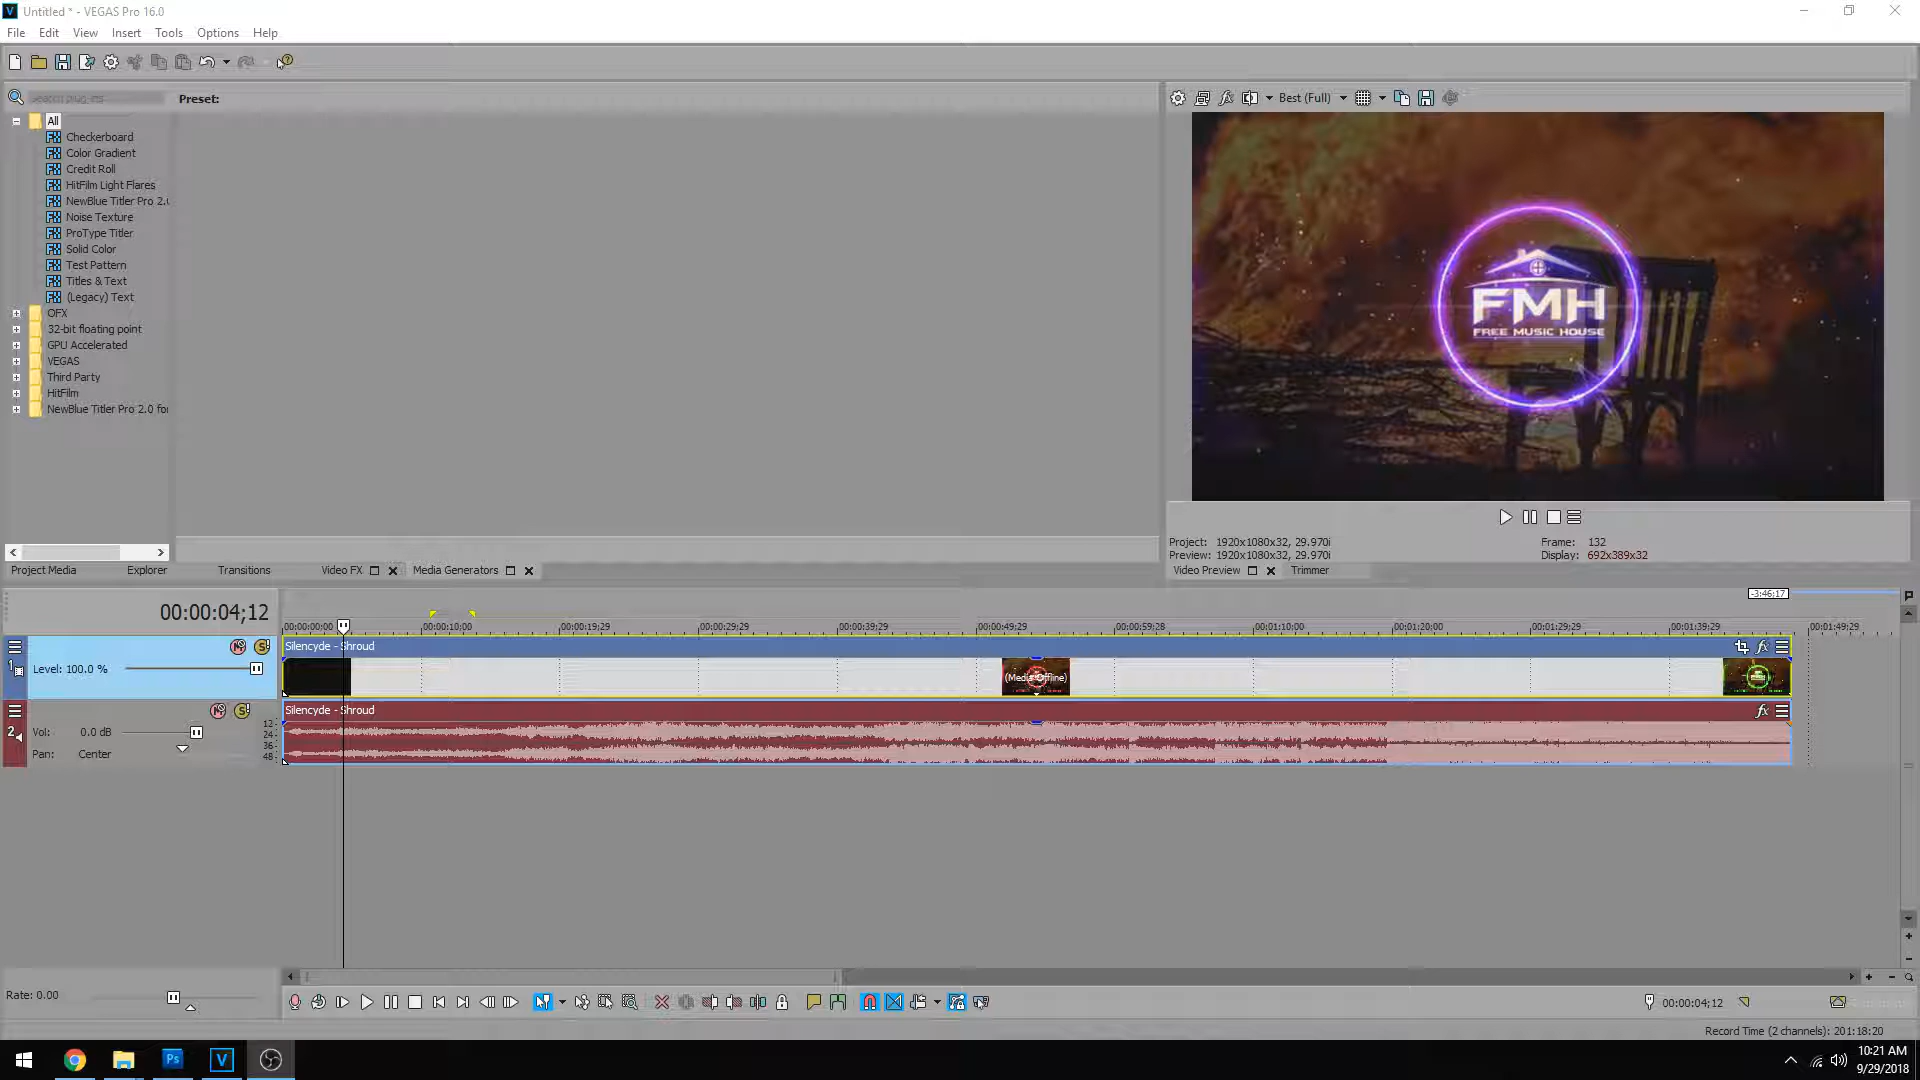 Untitled * - VEGAS Pro 16.0
File Edit View Insert Tools Options Help
Search plug-ins
Preset:
Best (Full)
All
Checkerboard
Color Gradient
Credit Roll
HitFilm Light Flares
NewBlue Titler Pro 2.0
Noise Texture
ProType Titler
Solid Color
Test Pattern
Titles & Text
(Legacy) Text
OFX
32-bit floating point
GPU Accelerated
VEGAS
Third Party
HitFilm
NewBlue Titler Pro 2.0 for
FMH
FREE MUSIC HOUSE
Project: 1920x1080x32, 29.970i
Frame: 132
Preview: 1920x1080x32, 29.970i
Display: 692x389x32
Project Media Explorer Transitions Video FX Media Generators
Video Preview Trimmer
-3:46;17
00:00:04;12
00:00:00;00 00:00:10;00 00:00:19;29 00:00:29;29 00:00:39;29 00:00:49;29 00:00:59;28 00:01:10;00 00:01:20;00 00:01:29;29 00:01:39;29 00:01:49;29
Silencyde - Shroud
1
Level: 100.0 %
(Media Offline)
Silencyde - Shroud
2
Vol: 0.0 dB
Pan: Center
12
24
36
48
Rate: 0.00
00:00:04;12
Record Time (2 channels): 201:18:20
Ps
V
10:21 AM
9/29/2018